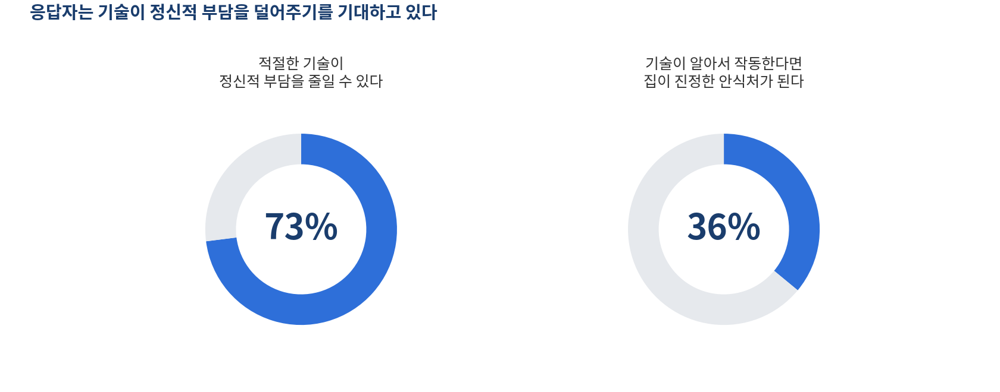 응답자는 기술이 정신적 부담을 덜어주기를 기대하고 있다
적절한 기술이
정신적 부담을 줄일 수 있다
기술이 알아서 작동한다면
집이 진정한 안식처가 된다
73%
36%